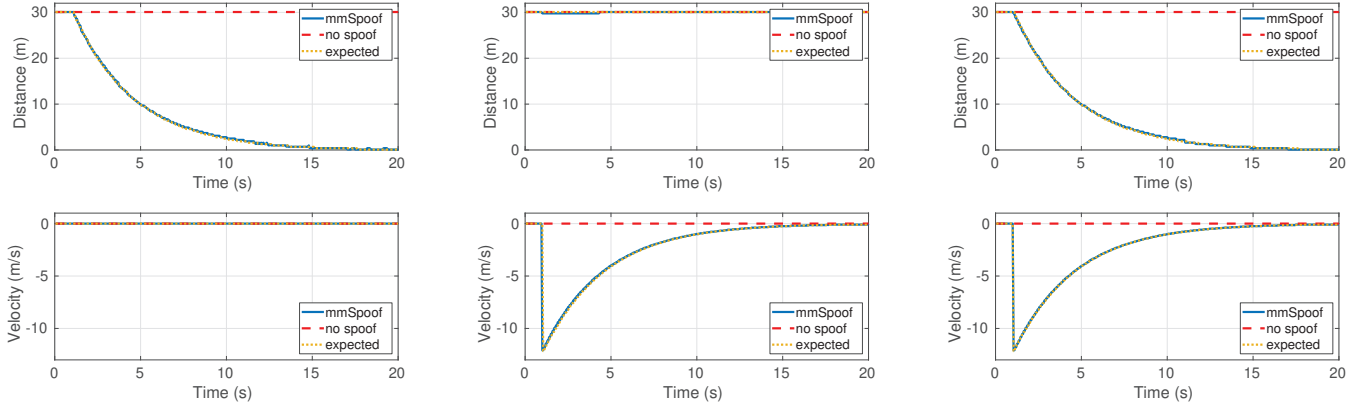 Distance (m)
30
20
10
0
mmSpoof
no spoof
expected
0 5 10 15 20
Time (s)
Distance (m)
30
20
10
0
mmSpoof
no spoof
expected
0 5 10 15 20
Time (s)
Distance (m)
30
20
10
0
mmSpoof
no spoof
expected
0 5 10 15 20
Time (s)
Velocity (m/s)
0
-5
-10
mmSpoof
no spoof
expected
0 5 10 15 20
Time (s)
Velocity (m/s)
0
-5
-10
mmSpoof
no spoof
expected
0 5 10 15 20
Time (s)
Velocity (m/s)
0
-5
-10
mmSpoof
no spoof
expected
0 5 10 15 20
Time (s)